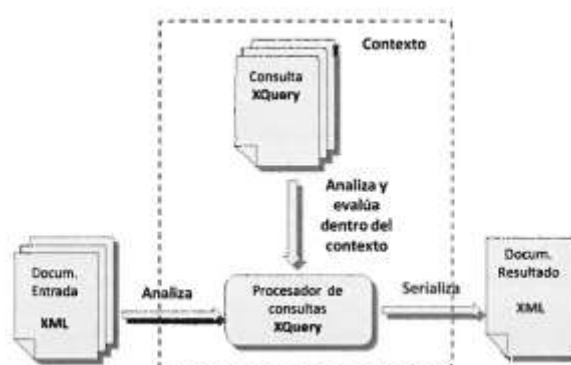 Contexto
Consulta
XQuery
Analiza y
evalúa
dentro del
contexto
Docum.
Entrada
XML
Analiza
Procesador de
consultas
XQuery
Serializa
Docum.
Resultado
XML